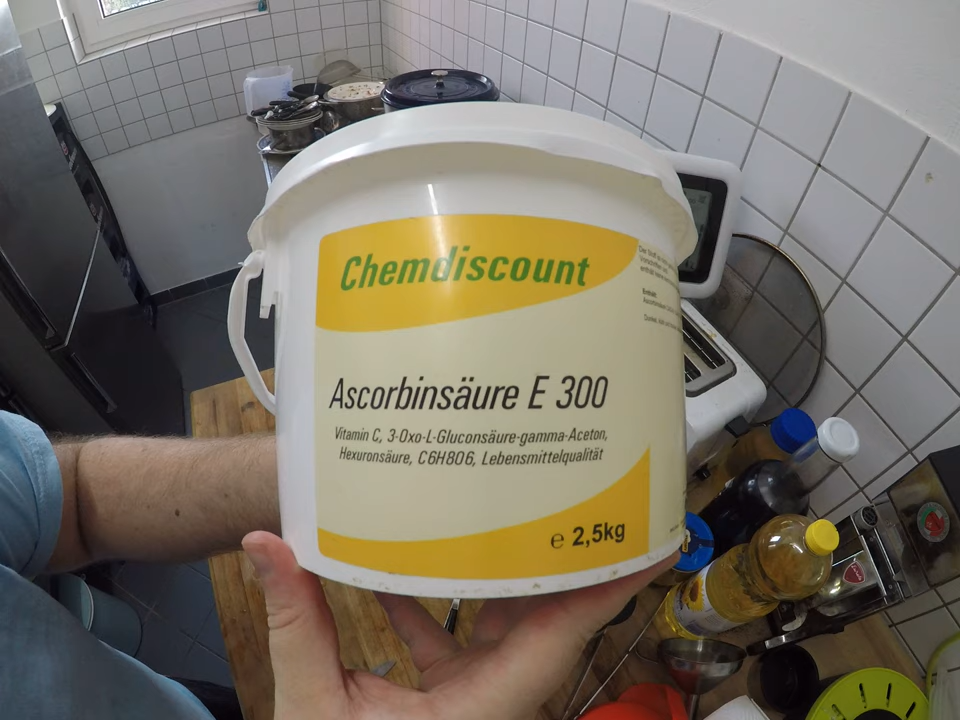 Chemdiscount
Ascorbinsäure E 300
Vitamin C, 3-Oxo-L-Gluconsäure-gamma-Aceton,
Hexuronsäure, C6H8O6, Lebensmittelqualität
e 2,5kg